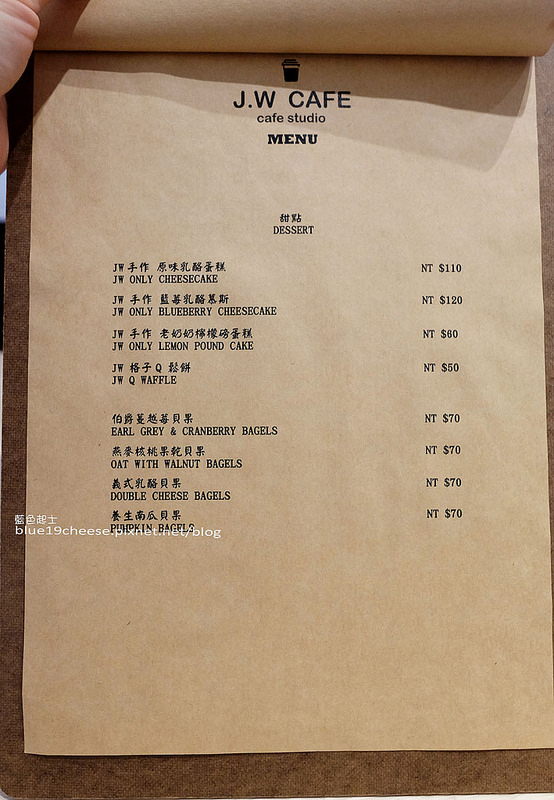 J.W CAFE
cafe studio
MENU
甜點
DESSERT
JW 手作 原味乳酪蛋糕 NT $110
JW ONLY CHEESECAKE
JW 手作 藍莓乳酪慕斯 NT $120
JW ONLY BLUEBERRY CHEESECAKE
JW 手作 老奶奶檸檬磅蛋糕 NT $60
JW ONLY LEMON POUND CAKE
JW 格子Q 鬆餅 NT $50
JW Q WAFFLE
伯爵蔓越莓貝果 NT $70
EARL GREY & CRANBERRY BAGELS
燕麥核桃果乾貝果 NT $70
OAT WITH WALNUT BAGELS
義式乳酪貝果 NT $70
DOUBLE CHEESE BAGELS
養生南瓜貝果 NT $70
PUMPKIN BAGELS
藍色起士
blue19cheese.pixnet.net/blog